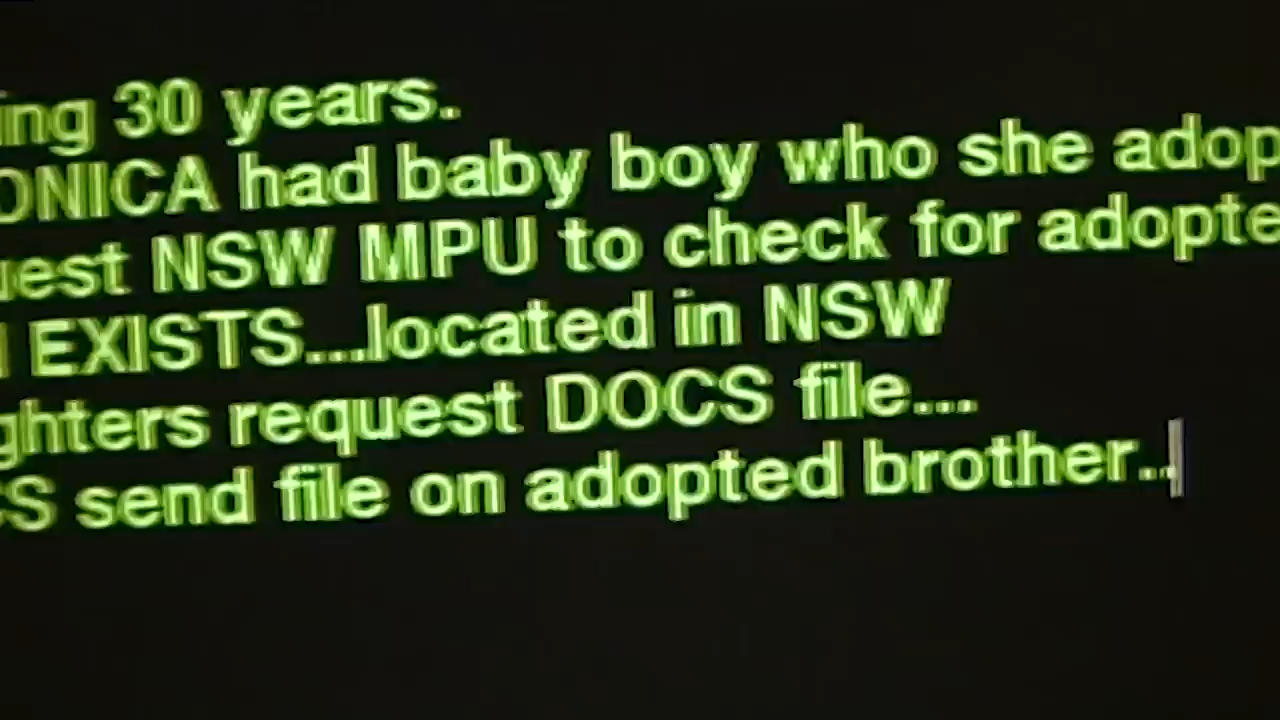 ing 30 years.
ONICA had baby boy who she adop
uest NSW MPU to check for adopte
EXISTS...located in NSW
ghters request DOCS file...
CS send file on adopted brother..